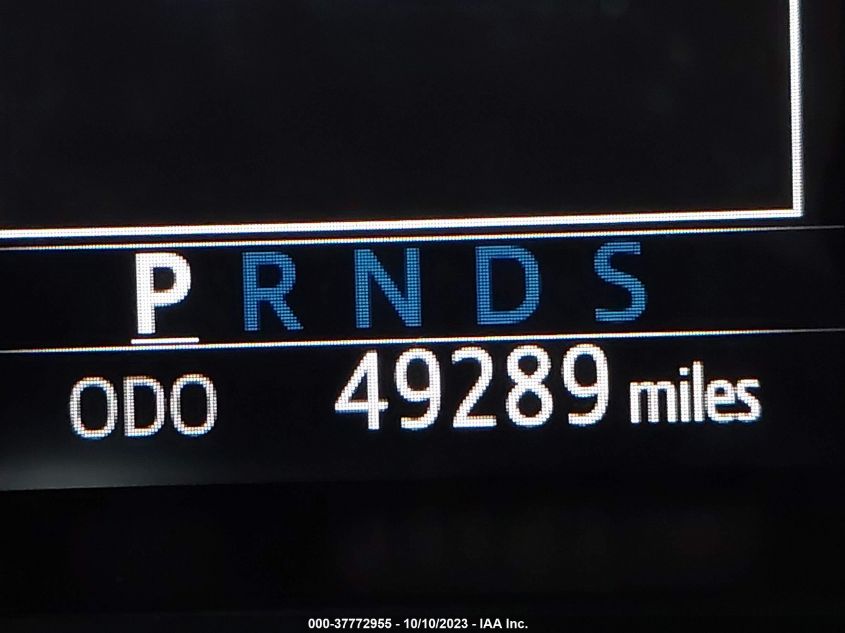 P R N D S
ODO 49289 miles
000-37772955 - 10/10/2023 - IAA Inc.